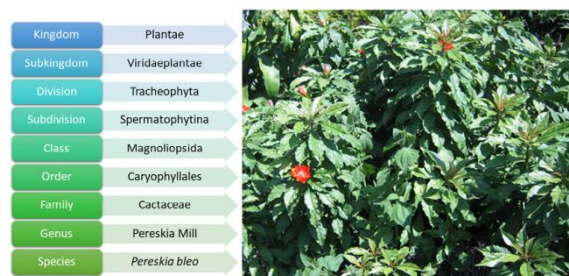 Kingdom Plantae
Subkingdom Viridaeplantae
Division Tracheophyta
Subdivision Spermatophytina
Class Magnoliopsida
Order Caryophyllales
Family Cactaceae
Genus Pereskia Mill
Species Pereskia bleo